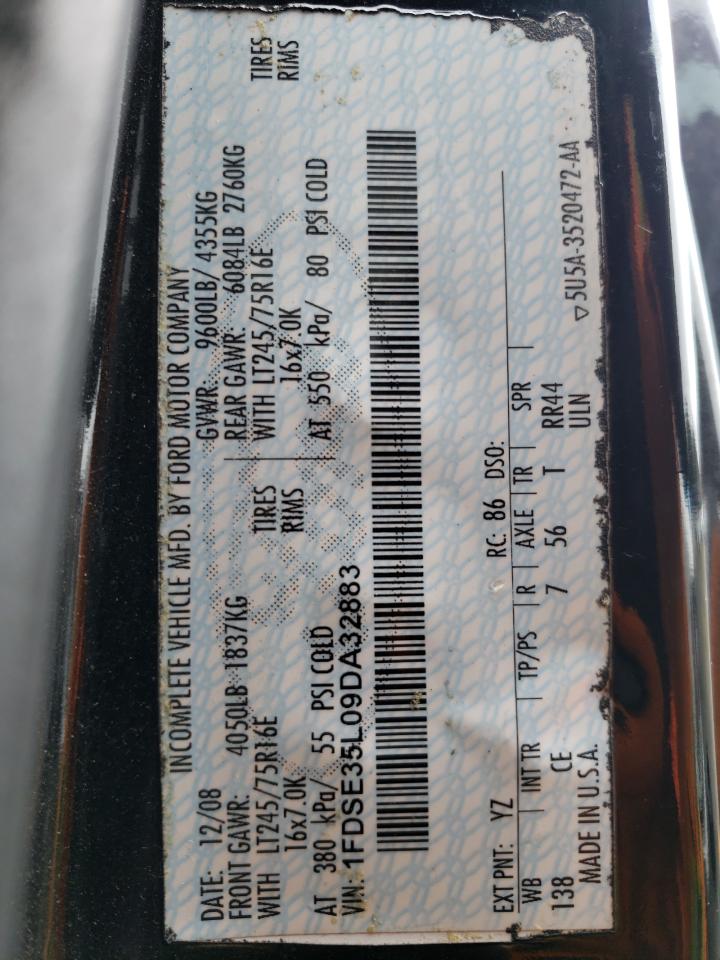 INCOMPLETE VEHICLE MFD. BY FORD MOTOR COMPANY
DATE: 12/08 GVWR: 9600LB/ 4355KG
FRONT GAWR: 4050LB 1837KG REAR GAWR: 6084LB 2760KG
WITH LT245/75R16E TIRES WITH LT245/75R16E TIRES
16x7.0K RIMS 16x7.0K RIMS
AT 380 kPa/ 55 PSI COLD AT 550 kPa/ 80 PSI COLD
VIN: 1FDSE35L09DA32883
EXT PNT: YZ RC: 86 DSO:
WB INT TR TP/PS R AXLE TR SPR
138 CE 7 56 T RR44
MADE IN U.S.A. ULN
▽5U5A-3520472-AA